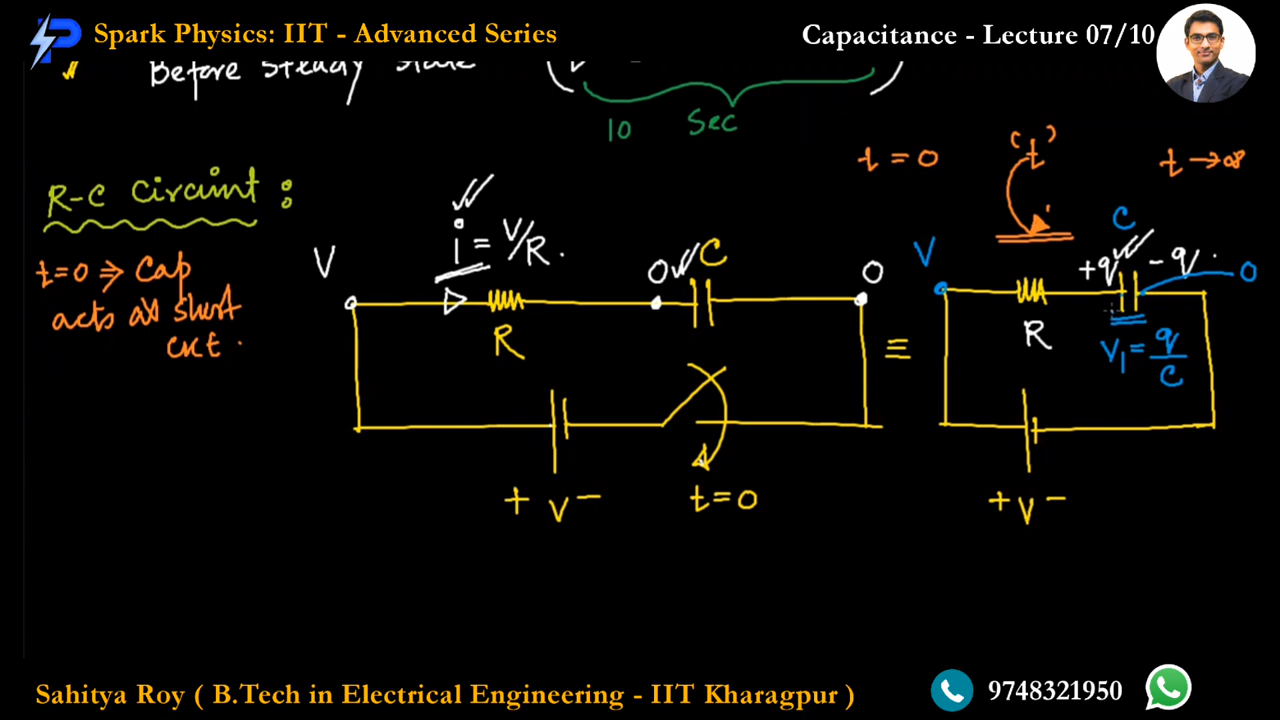 Spark Physics: IIT - Advanced Series
Capacitance - Lecture 07/10
Before Steady State
10 Sec
t = 0
't'
t → ∞
R-C Circuint :
t=0 ⇒ Cap
acts as short
ckt.
V
i = V/R.
0
C
0
R
+ V -
t=0
≡
V
C
+q
-q.
0
R
V₁ = q/C
+ V -
Sahitya Roy ( B.Tech in Electrical Engineering - IIT Kharagpur )
9748321950